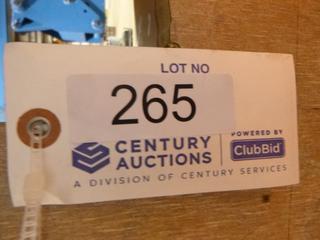 LOT NO
265
CENTURY
AUCTIONS
POWERED BY
ClubBid
A DIVISION OF CENTURY SERVICES